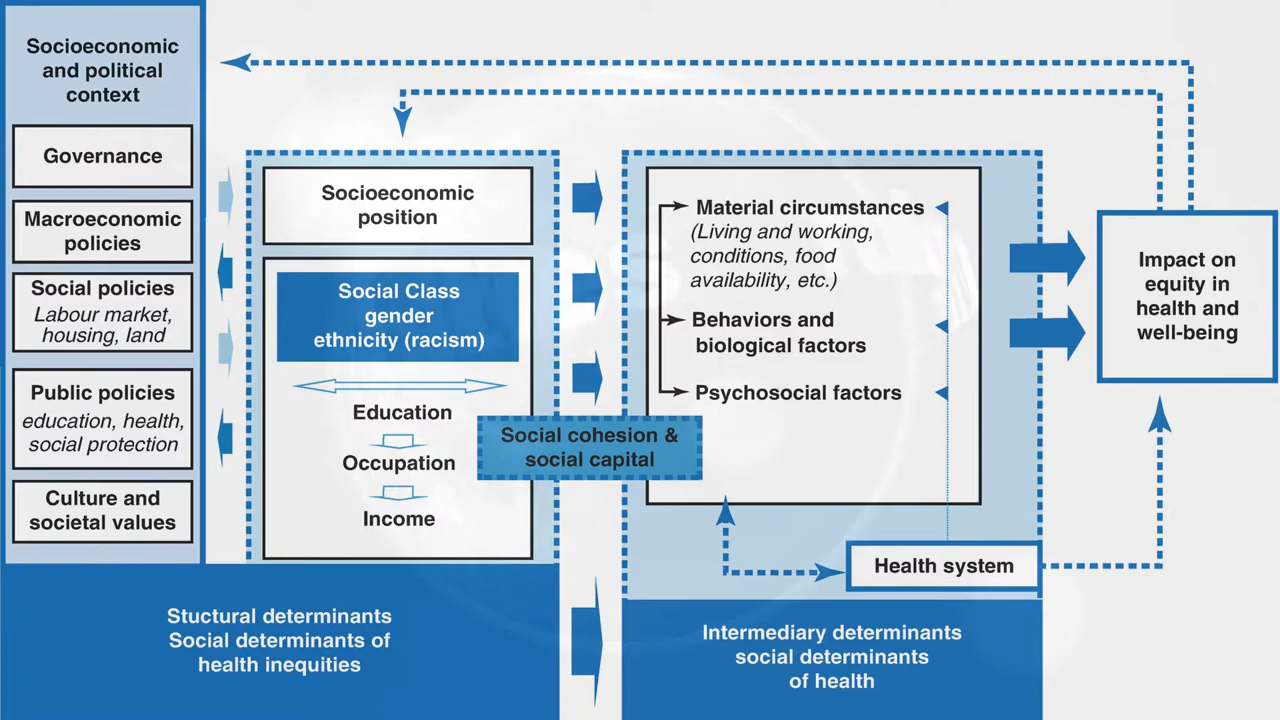 Socioeconomic
and political
context
Governance
Macroeconomic
policies
Social policies
Labour market,
housing, land
Public policies
education, health,
social protection
Culture and
societal values
Socioeconomic
position
Social Class
gender
ethnicity (racism)
Education
Occupation
Income
Social cohesion &
social capital
Material circumstances
(Living and working,
conditions, food
availability, etc.)
Behaviors and
biological factors
Psychosocial factors
Health system
Impact on
equity in
health and
well-being
Stuctural determinants
Social determinants of
health inequities
Intermediary determinants
social determinants
of health